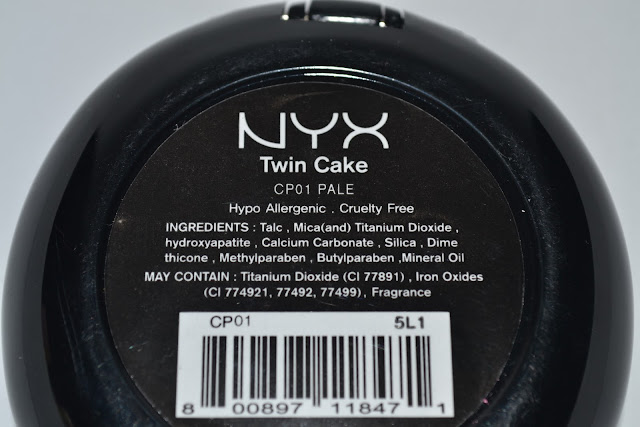 NYX
Twin Cake
CP01 PALE
Hypo Allergenic . Cruelty Free
INGREDIENTS : Talc , Mica(and) Titanium Dioxide ,
hydroxyapatite , Calcium Carbonate , Silica , Dime
thicone , Methylparaben , Butylparaben ,Mineral Oil
MAY CONTAIN : Titanium Dioxide (CI 77891) , Iron Oxides
(CI 774921, 77492, 77499) , Fragrance
CP01 5L1
8 00897 11847 1